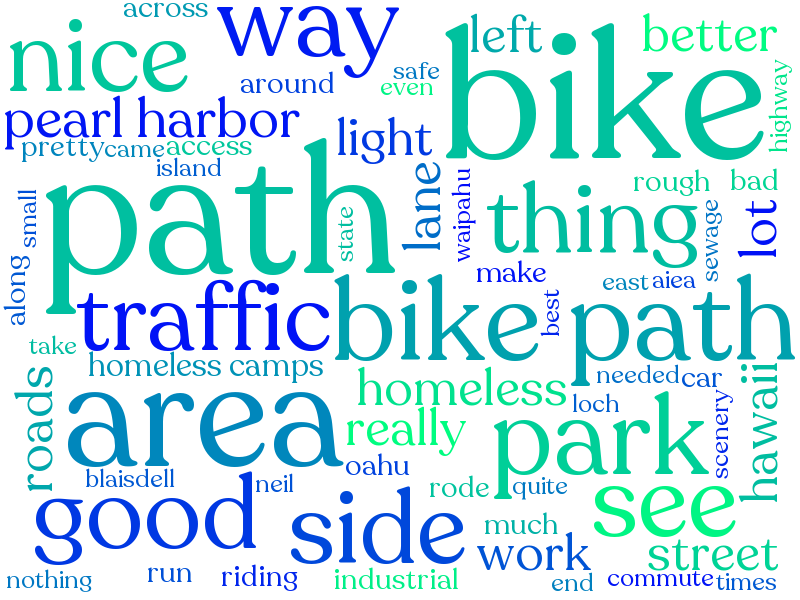 across
way
left
better
nice
around
safe
even
bike
highway
pearl harbor
light
pretty
came
access
island
path
state
lane
waipahu
thing
rough
bad
sewage
lot
small
along
traffic
make
east
aiea
best
bike path
take
homeless camps
homeless
needed
car
loch
roads
area
really
park
scenery
hawaii
blaisdell
neil
oahu
rode
quite
see
good
side
much
work
street
nothing
run
riding
industrial
end
commute
times